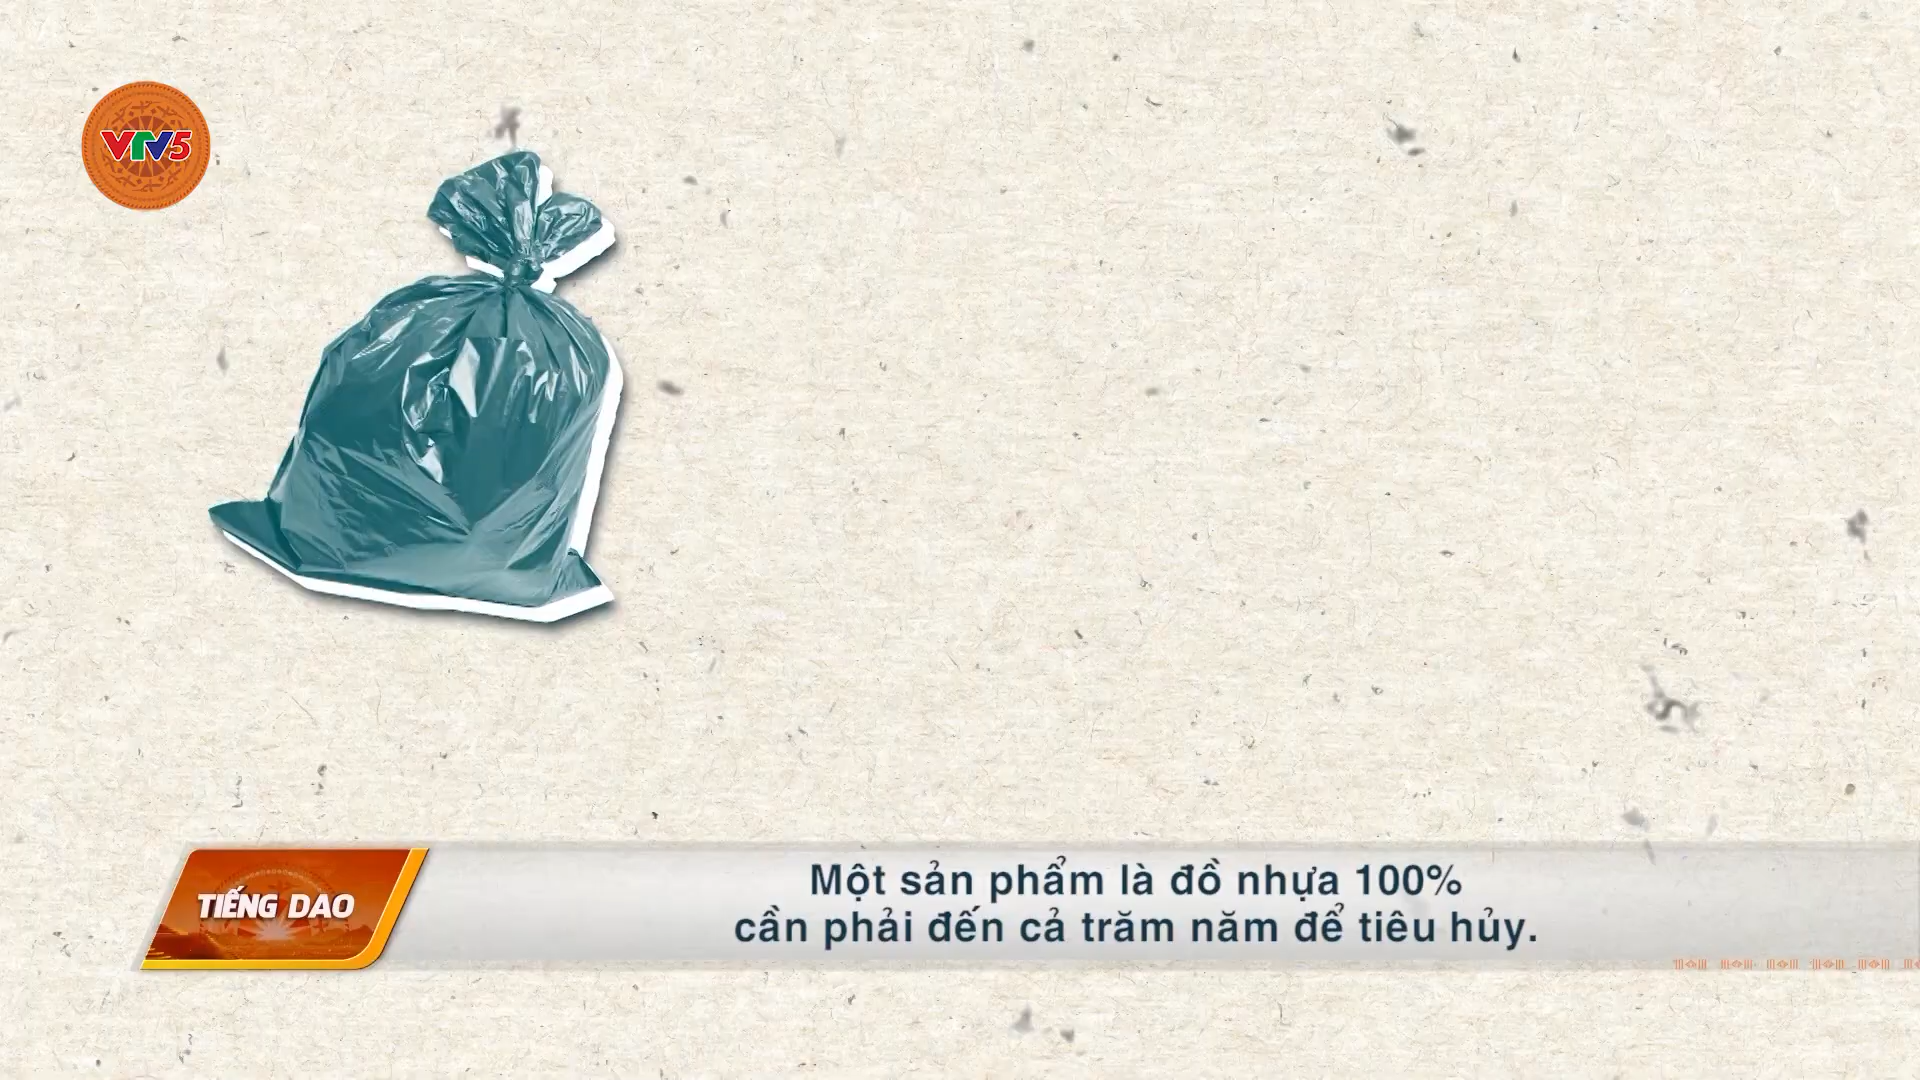 VTV5
Một sản phẩm là đồ nhựa 100%
cần phải đến cả trăm năm để tiêu hủy.
TIẾNG DAO